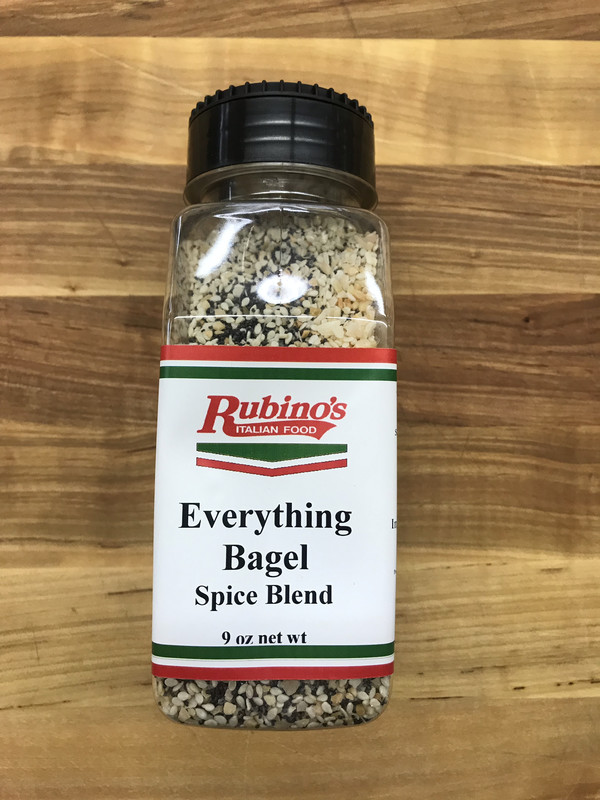 Rubino's
ITALIAN FOOD
Everything
Bagel
Spice Blend
9 oz net wt